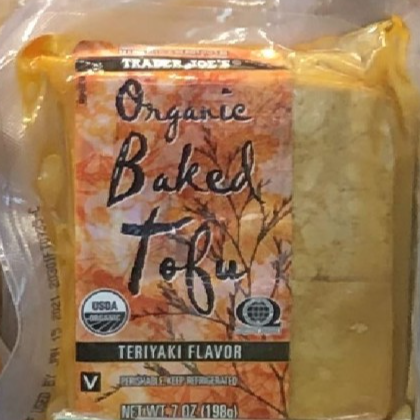 TRADER JOE'S
Organic
Baked
Tofu
USDA
ORGANIC
TERIYAKI FLAVOR
V
PERISHABLE, KEEP REFRIGERATED
NET WT. 7 OZ (198g)